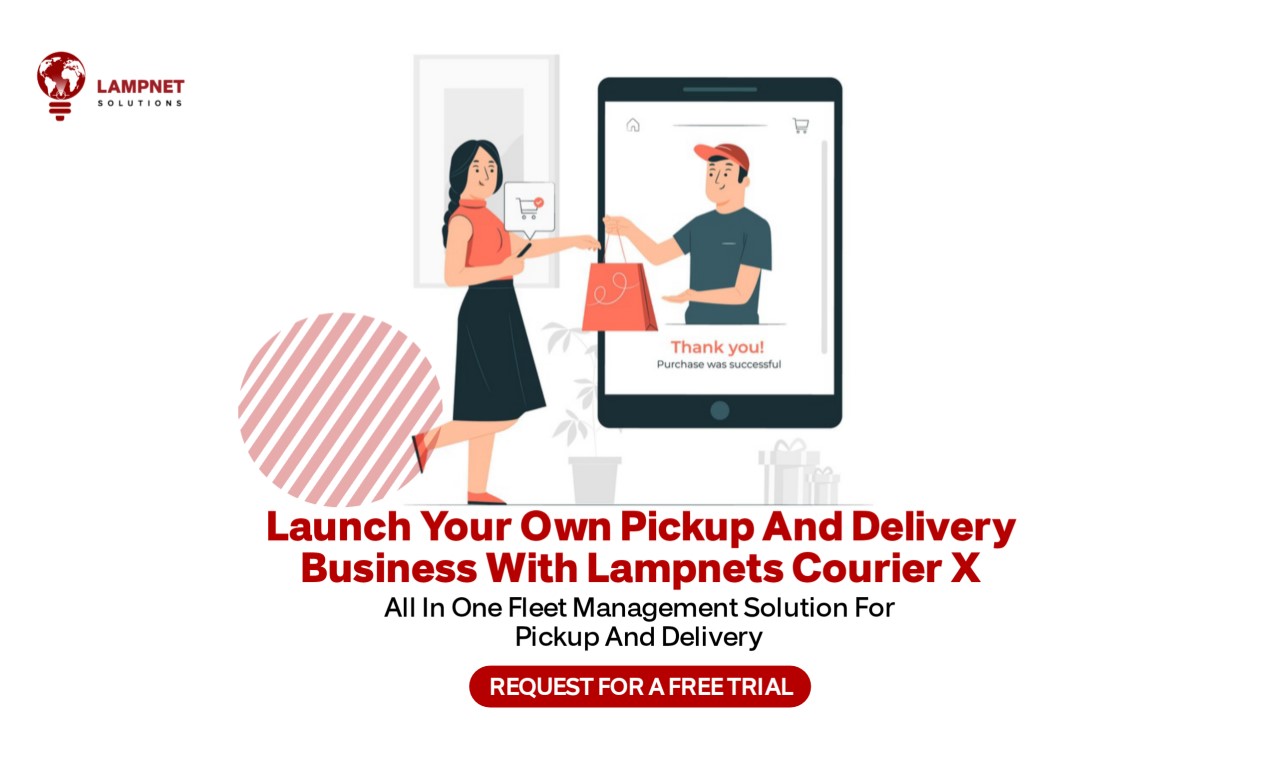 LAMPNET
SOLUTIONS
Thank you!
Purchase was successful
Launch Your Own Pickup And Delivery
Business With Lampnets Courier X
All In One Fleet Management Solution For
Pickup And Delivery
REQUEST FOR A FREE TRIAL